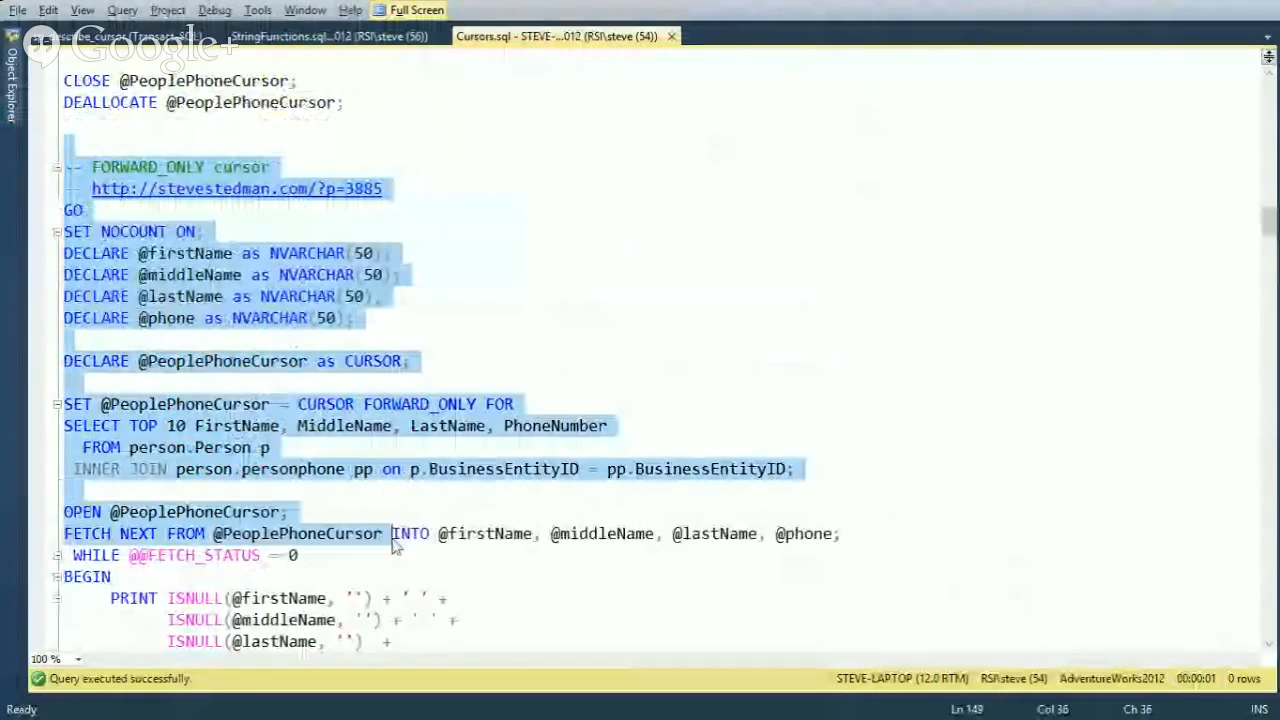 File Edit View Query Project Debug Tools Window Help Full Screen
Google+
describe_cursor (Transact-SQL) StringFunctions.sql...012 (RSI\steve (56)) Cursors.sql - STEVE-...012 (RSI\steve (54)) ×
Object Explorer
CLOSE @PeoplePhoneCursor;
DEALLOCATE @PeoplePhoneCursor;
-- FORWARD_ONLY cursor
http://stevestedman.com/?p=3885
GO
SET NOCOUNT ON;
DECLARE @firstName as NVARCHAR(50);
DECLARE @middleName as NVARCHAR(50);
DECLARE @lastName as NVARCHAR(50);
DECLARE @phone as NVARCHAR(50);
DECLARE @PeoplePhoneCursor as CURSOR;
SET @PeoplePhoneCursor = CURSOR FORWARD_ONLY FOR
SELECT TOP 10 FirstName, MiddleName, LastName, PhoneNumber
FROM person.Person p
INNER JOIN person.personphone pp on p.BusinessEntityID = pp.BusinessEntityID;
OPEN @PeoplePhoneCursor;
FETCH NEXT FROM @PeoplePhoneCursor INTO @firstName, @middleName, @lastName, @phone;
WHILE @@FETCH_STATUS = 0
BEGIN
PRINT ISNULL(@firstName, '') + ' ' +
ISNULL(@middleName, '') + ' ' +
ISNULL(@lastName, '') +
100 %
Query executed successfully. STEVE-LAPTOP (12.0 RTM) RSI\steve (54) AdventureWorks2012 00:00:01 0 rows
Ready Ln 149 Col 36 Ch 36 INS